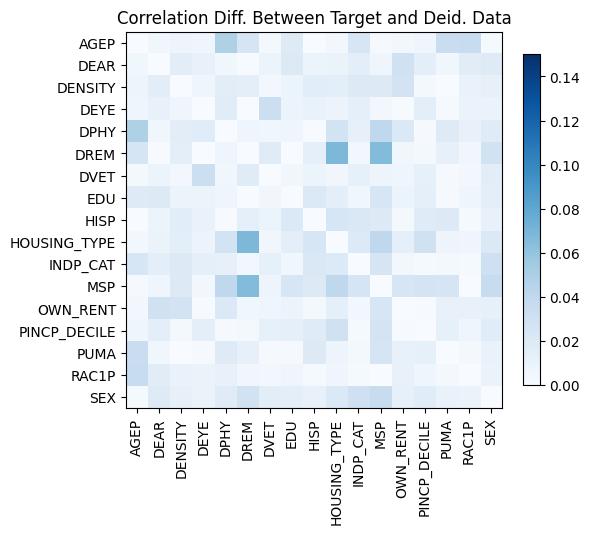 Correlation Diff. Between Target and Deid. Data
AGEP
DEAR
DENSITY
DEYE
DPHY
DREM
DVET
EDU
HISP
HOUSING_TYPE
INDP_CAT
MSP
OWN_RENT
PINCP_DECILE
PUMA
RAC1P
SEX
AGEP
DEAR
DENSITY
DEYE
DPHY
DREM
DVET
EDU
HISP
HOUSING_TYPE
INDP_CAT
MSP
OWN_RENT
PINCP_DECILE
PUMA
RAC1P
SEX
0.14
0.12
0.10
0.08
0.06
0.04
0.02
0.00